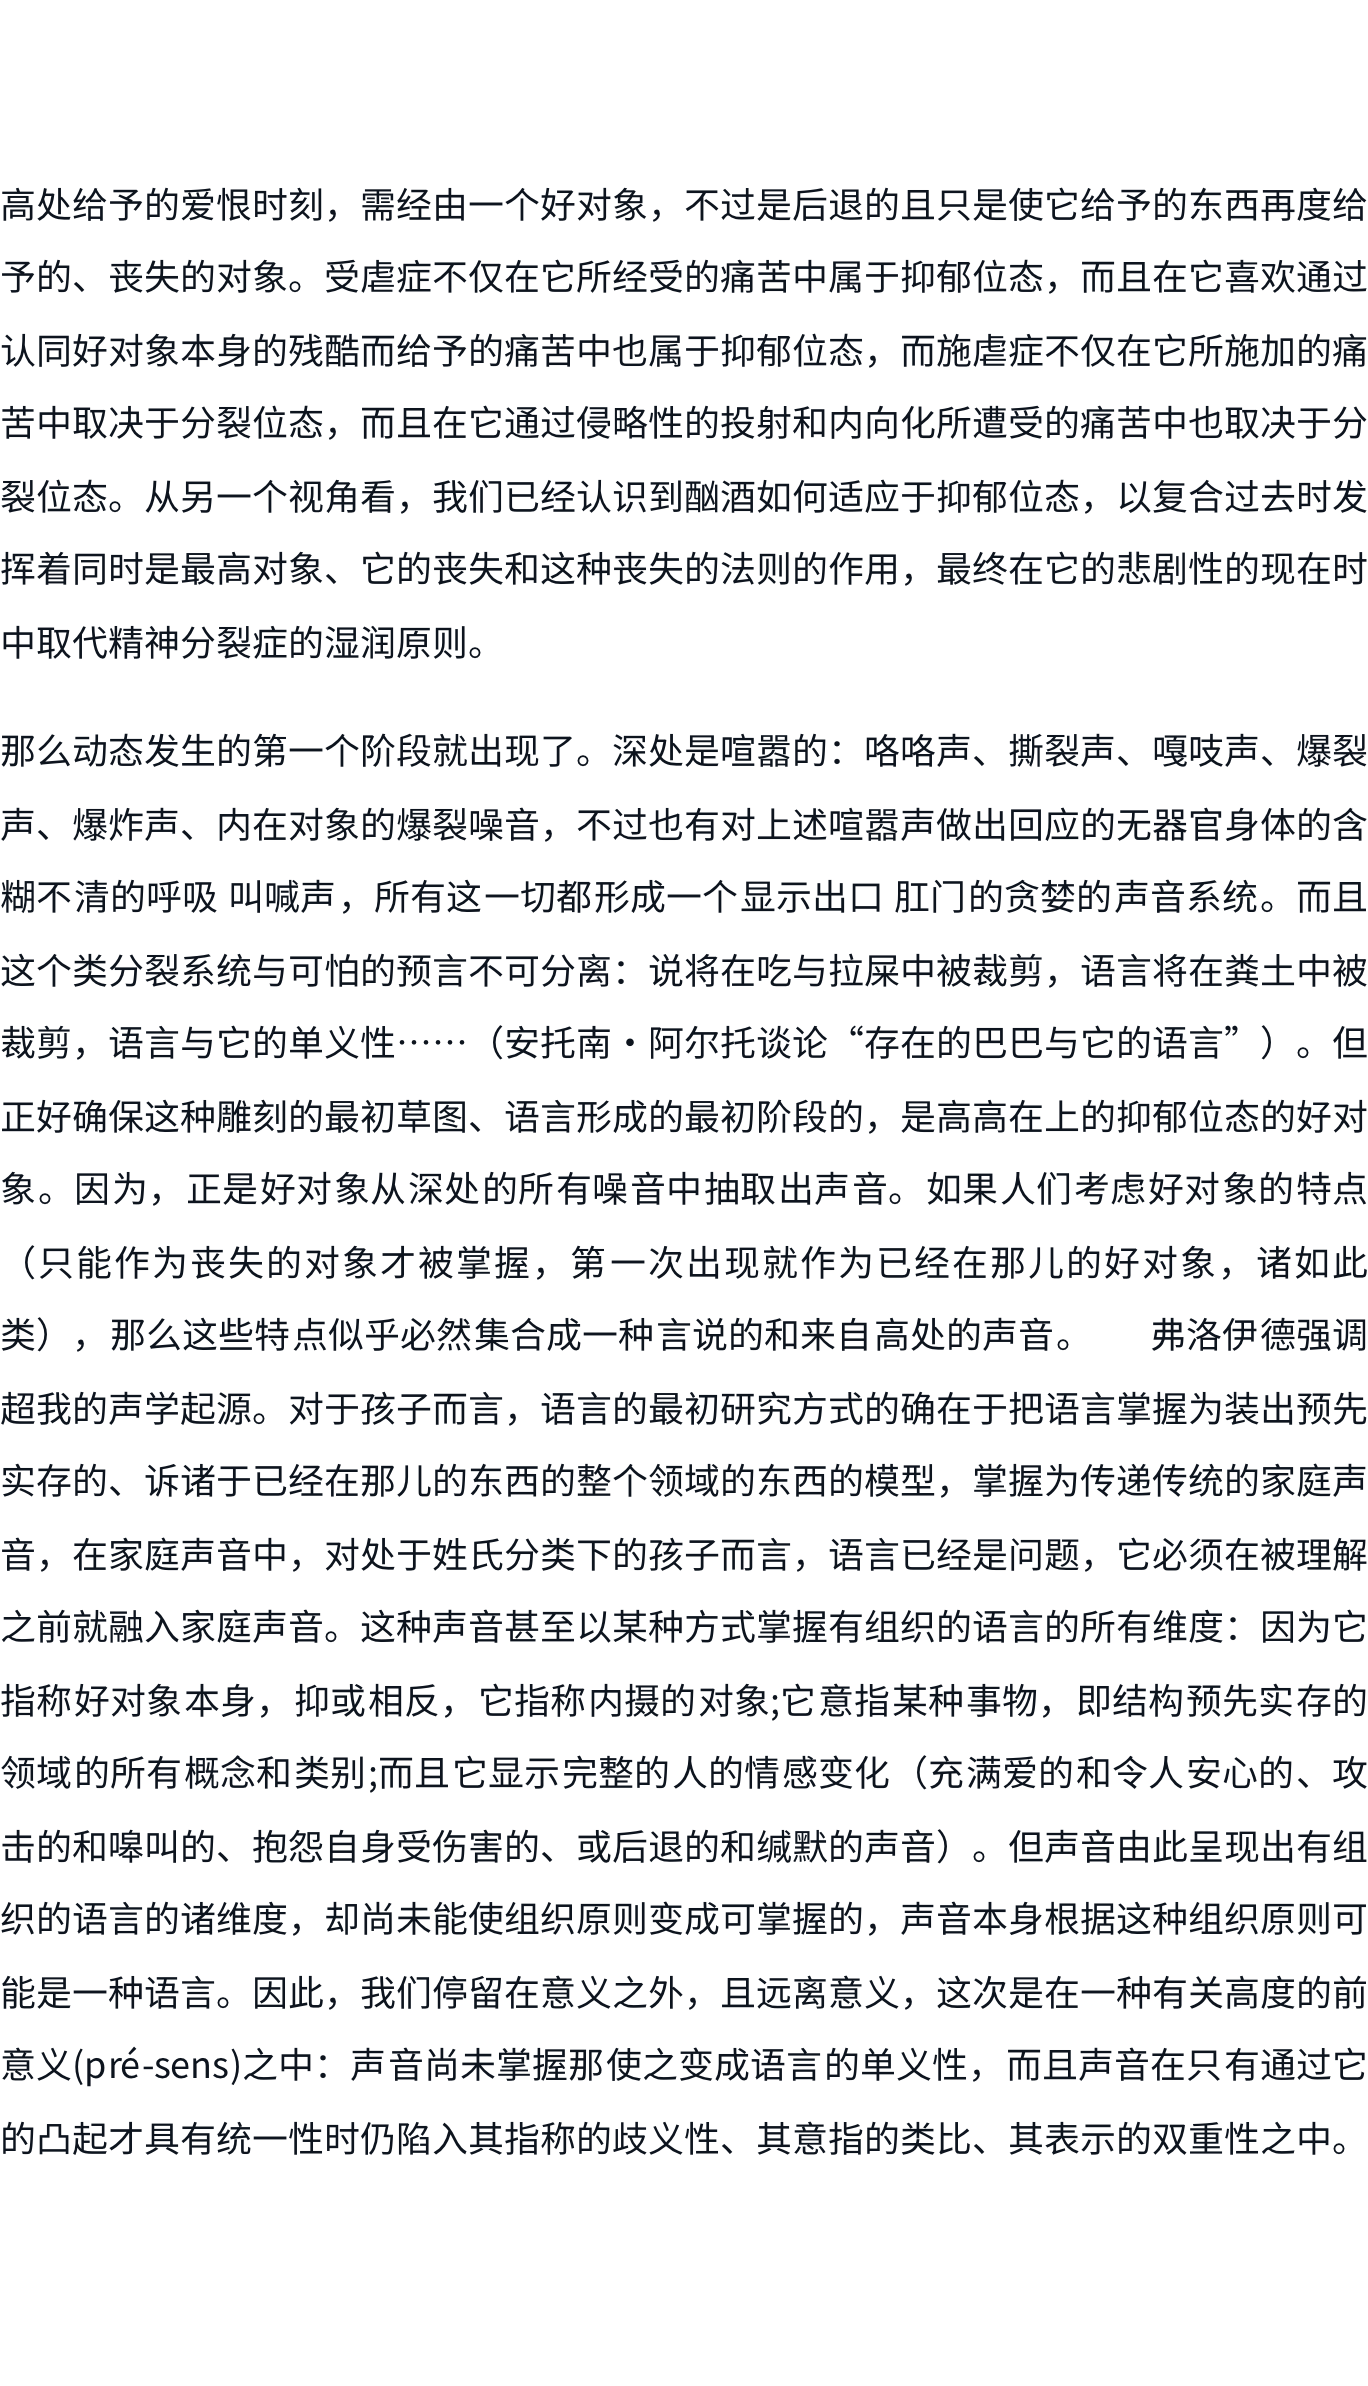 高处给予的爱恨时刻，需经由一个好对象，不过是后退的且只是使它给予的东西再度给
予的、丧失的对象。受虐症不仅在它所经受的痛苦中属于抑郁位态，而且在它喜欢通过
认同好对象本身的残酷而给予的痛苦中也属于抑郁位态，而施虐症不仅在它所施加的痛
苦中取决于分裂位态，而且在它通过侵略性的投射和内向化所遭受的痛苦中也取决于分
裂位态。从另一个视角看，我们已经认识到酗酒如何适应于抑郁位态，以复合过去时发
挥着同时是最高对象、它的丧失和这种丧失的法则的作用，最终在它的悲剧性的现在时
中取代精神分裂症的湿润原则。
那么动态发生的第一个阶段就出现了。深处是喧嚣的：咯咯声、撕裂声、嘎吱声、爆裂
声、爆炸声、内在对象的爆裂噪音，不过也有对上述喧嚣声做出回应的无器官身体的含
糊不清的呼吸 叫喊声，所有这一切都形成一个显示出口 肛门的贪婪的声音系统。而且
这个类分裂系统与可怕的预言不可分离：说将在吃与拉屎中被裁剪，语言将在粪土中被
裁剪，语言与它的单义性……（安托南・阿尔托谈论“存在的巴巴与它的语言”）。但
正好确保这种雕刻的最初草图、语言形成的最初阶段的，是高高在上的抑郁位态的好对
象。因为，正是好对象从深处的所有噪音中抽取出声音。如果人们考虑好对象的特点
（只能作为丧失的对象才被掌握，第一次出现就作为已经在那儿的好对象，诸如此
类），那么这些特点似乎必然集合成一种言说的和来自高处的声音。　　弗洛伊德强调
超我的声学起源。对于孩子而言，语言的最初研究方式的确在于把语言掌握为装出预先
实存的、诉诸于已经在那儿的东西的整个领域的东西的模型，掌握为传递传统的家庭声
音，在家庭声音中，对处于姓氏分类下的孩子而言，语言已经是问题，它必须在被理解
之前就融入家庭声音。这种声音甚至以某种方式掌握有组织的语言的所有维度：因为它
指称好对象本身，抑或相反，它指称内摄的对象;它意指某种事物，即结构预先实存的
领域的所有概念和类别;而且它显示完整的人的情感变化（充满爱的和令人安心的、攻
击的和嗥叫的、抱怨自身受伤害的、或后退的和缄默的声音）。但声音由此呈现出有组
织的语言的诸维度，却尚未能使组织原则变成可掌握的，声音本身根据这种组织原则可
能是一种语言。因此，我们停留在意义之外，且远离意义，这次是在一种有关高度的前
意义(pré-sens)之中：声音尚未掌握那使之变成语言的单义性，而且声音在只有通过它
的凸起才具有统一性时仍陷入其指称的歧义性、其意指的类比、其表示的双重性之中。